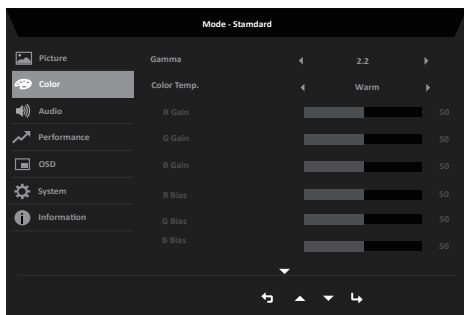 Mode - Stamdard
Picture
Color
Audio
Performance
OSD
System
Information
Gamma 2.2
Color Temp. Warm
R Gain 50
G Gain 50
B Gain 50
R Bias 50
G Bias 50
B Bias 50